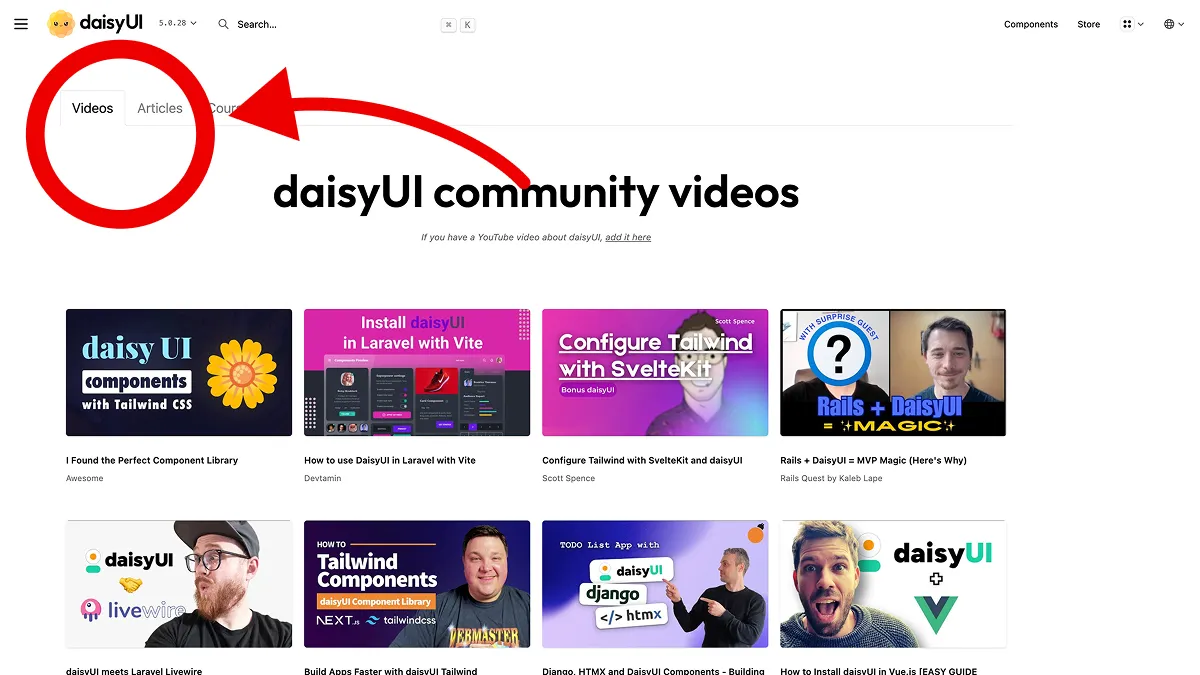 daisyUI 5.0.28 Search... ⌘ K Components Store
Videos Articles
daisyUI community videos
If you have a YouTube video about daisyUI, add it here
daisy UI
components
with Tailwind CSS
Install daisyUI
in Laravel with Vite
Scott Spence
Configure Tailwind
with SvelteKit
Bonus daisyUI
WITH SURPRISE GUEST
?
Rails + DaisyUI
= ✨MAGIC✨
I Found the Perfect Component Library
Awesome
How to use DaisyUI in Laravel with Vite
Devtamin
Configure Tailwind with SvelteKit and daisyUI
Scott Spence
Rails + DaisyUI = MVP Magic (Here's Why)
Rails Quest by Kaleb Lape
daisyUI
livewire
HOW TO
Tailwind
Components
daisyUI Component Library
NEXT.JS tailwindcss
WEBMASTER
TODO List App with
daisyUI
django
</> htmx
daisyUI
daisyUI meets Laravel Livewire
Build Apps Faster with daisyUI Tailwind
Django, HTMX and DaisyUI Components - Building
How to Install daisyUI in Vue.js [EASY GUIDE